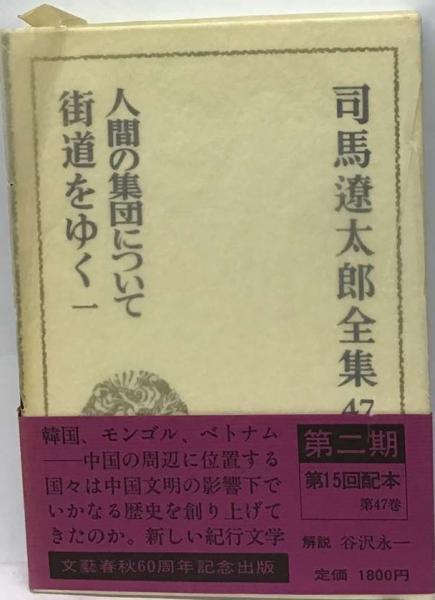 司馬遼太郎全集 47
人間の集団について
街道をゆく 一
第二期
第15回配本
第47巻
解説 谷沢永一
定価 1800円
韓国、モンゴル、ベトナム
──中国の周辺に位置する
国々は中国文明の影響下で
いかなる歴史を創り上げて
きたのか。新しい紀行文学
文藝春秋60周年記念出版